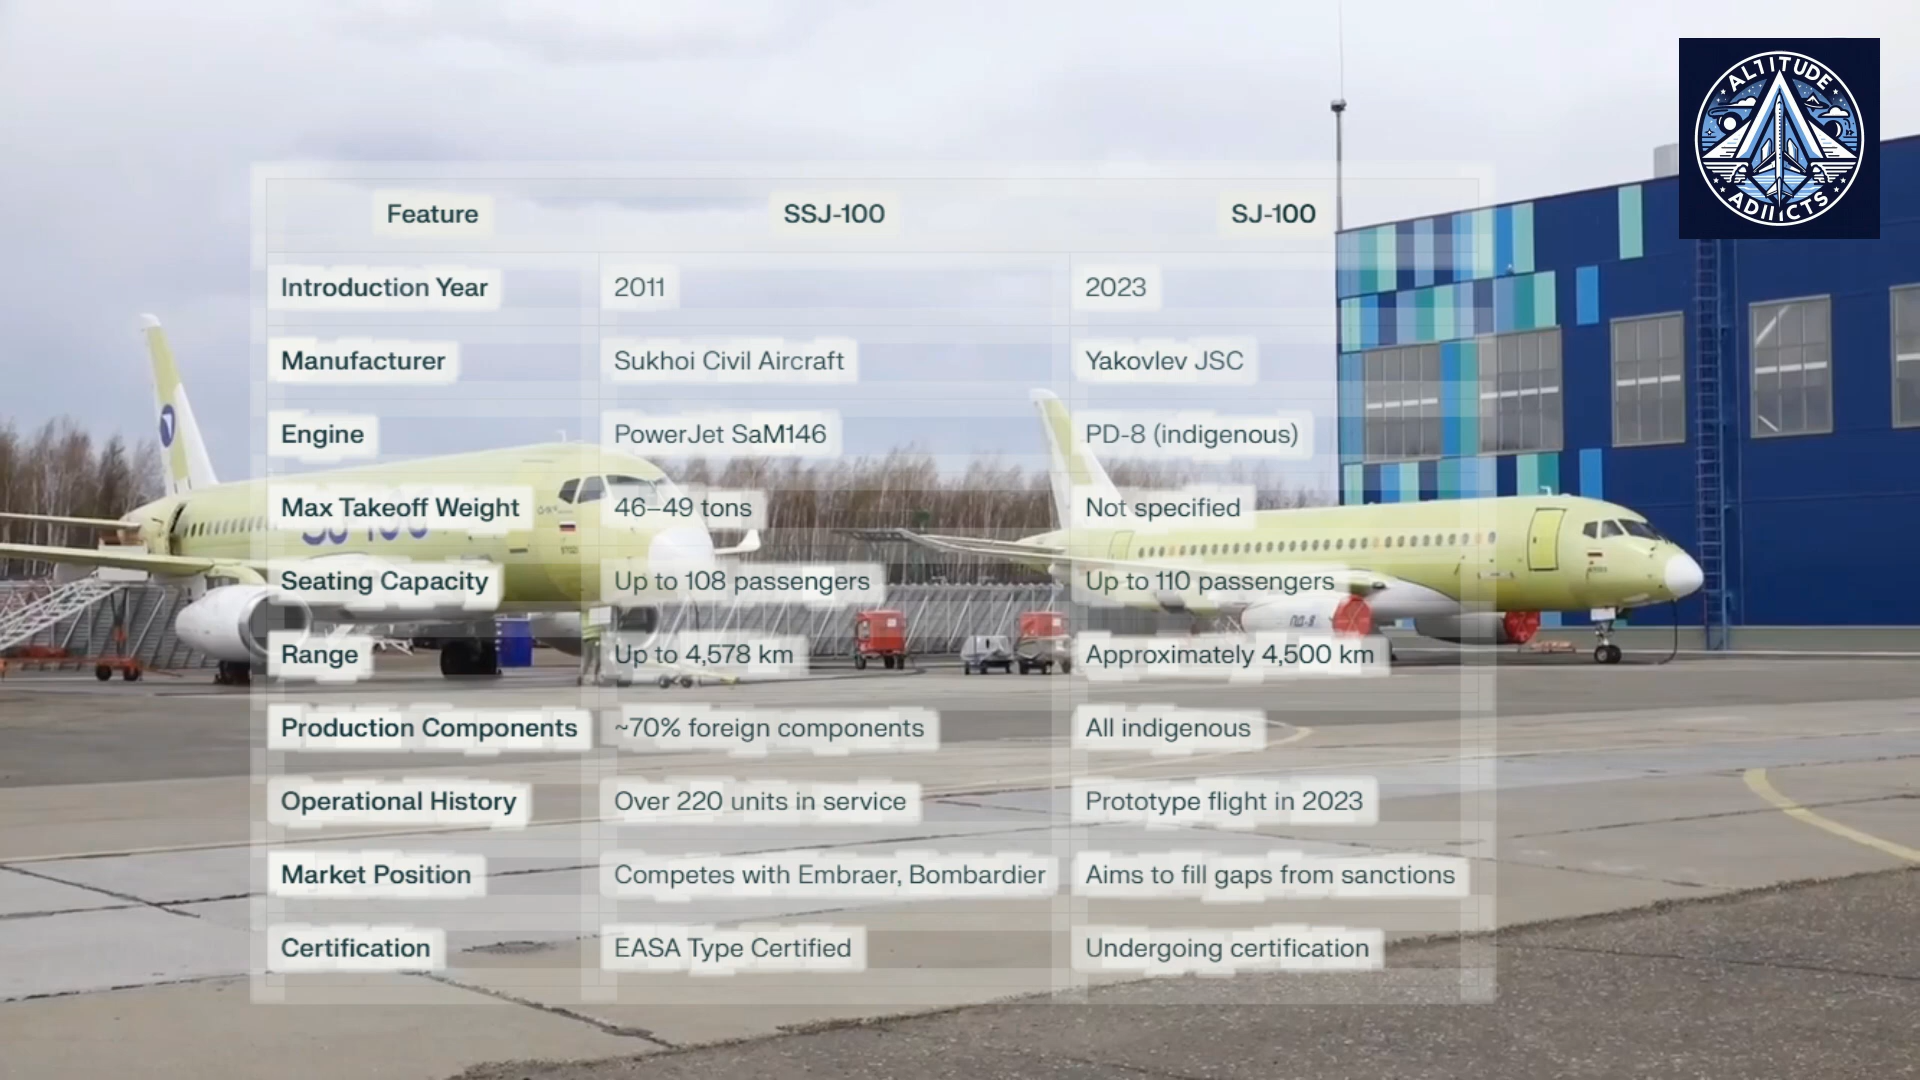 ALTITUDE
ADIICTS
Feature SSJ-100 SJ-100
Introduction Year 2011 2023
Manufacturer Sukhoi Civil Aircraft Yakovlev JSC
Engine PowerJet SaM146 PD-8 (indigenous)
Max Takeoff Weight 46–49 tons Not specified
SJ-100
Seating Capacity Up to 108 passengers Up to 110 passengers
ПД-8
Range Up to 4,578 km Approximately 4,500 km
Production Components ~70% foreign components All indigenous
Operational History Over 220 units in service Prototype flight in 2023
Market Position Competes with Embraer, Bombardier Aims to fill gaps from sanctions
Certification EASA Type Certified Undergoing certification